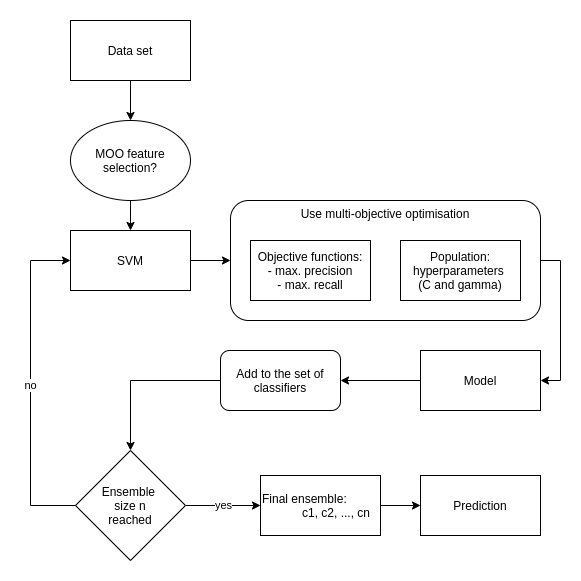 Data set
MOO feature
selection?
SVM
Use multi-objective optimisation
Objective functions:
- max. precision
- max. recall
Population:
hyperparameters
(C and gamma)
Model
Add to the set of
classifiers
no
Ensemble
size n
reached
yes
Final ensemble:
c1, c2, ..., cn
Prediction